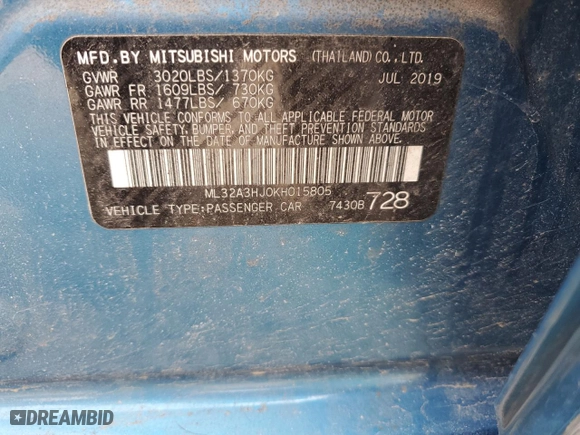 MFD.BY MITSUBISHI MOTORS (THAILAND)CO.,LTD.
GVWR 3020LBS/1370KG JUL 2019
GAWR FR 1609LBS/ 730KG
GAWR RR 1477LBS/ 670KG
THIS VEHICLE CONFORMS TO ALL APPLICABLE FEDERAL MOTOR
VEHICLE SAFETY, BUMPER, AND THEFT PREVENTION STANDARDS
IN EFFECT ON THE DATE OF MANUFACTURE SHOWN ABOVE.
ML32A3HJ0KH015805
VEHICLE TYPE:PASSENGER CAR 7430B 728
DREAMBID